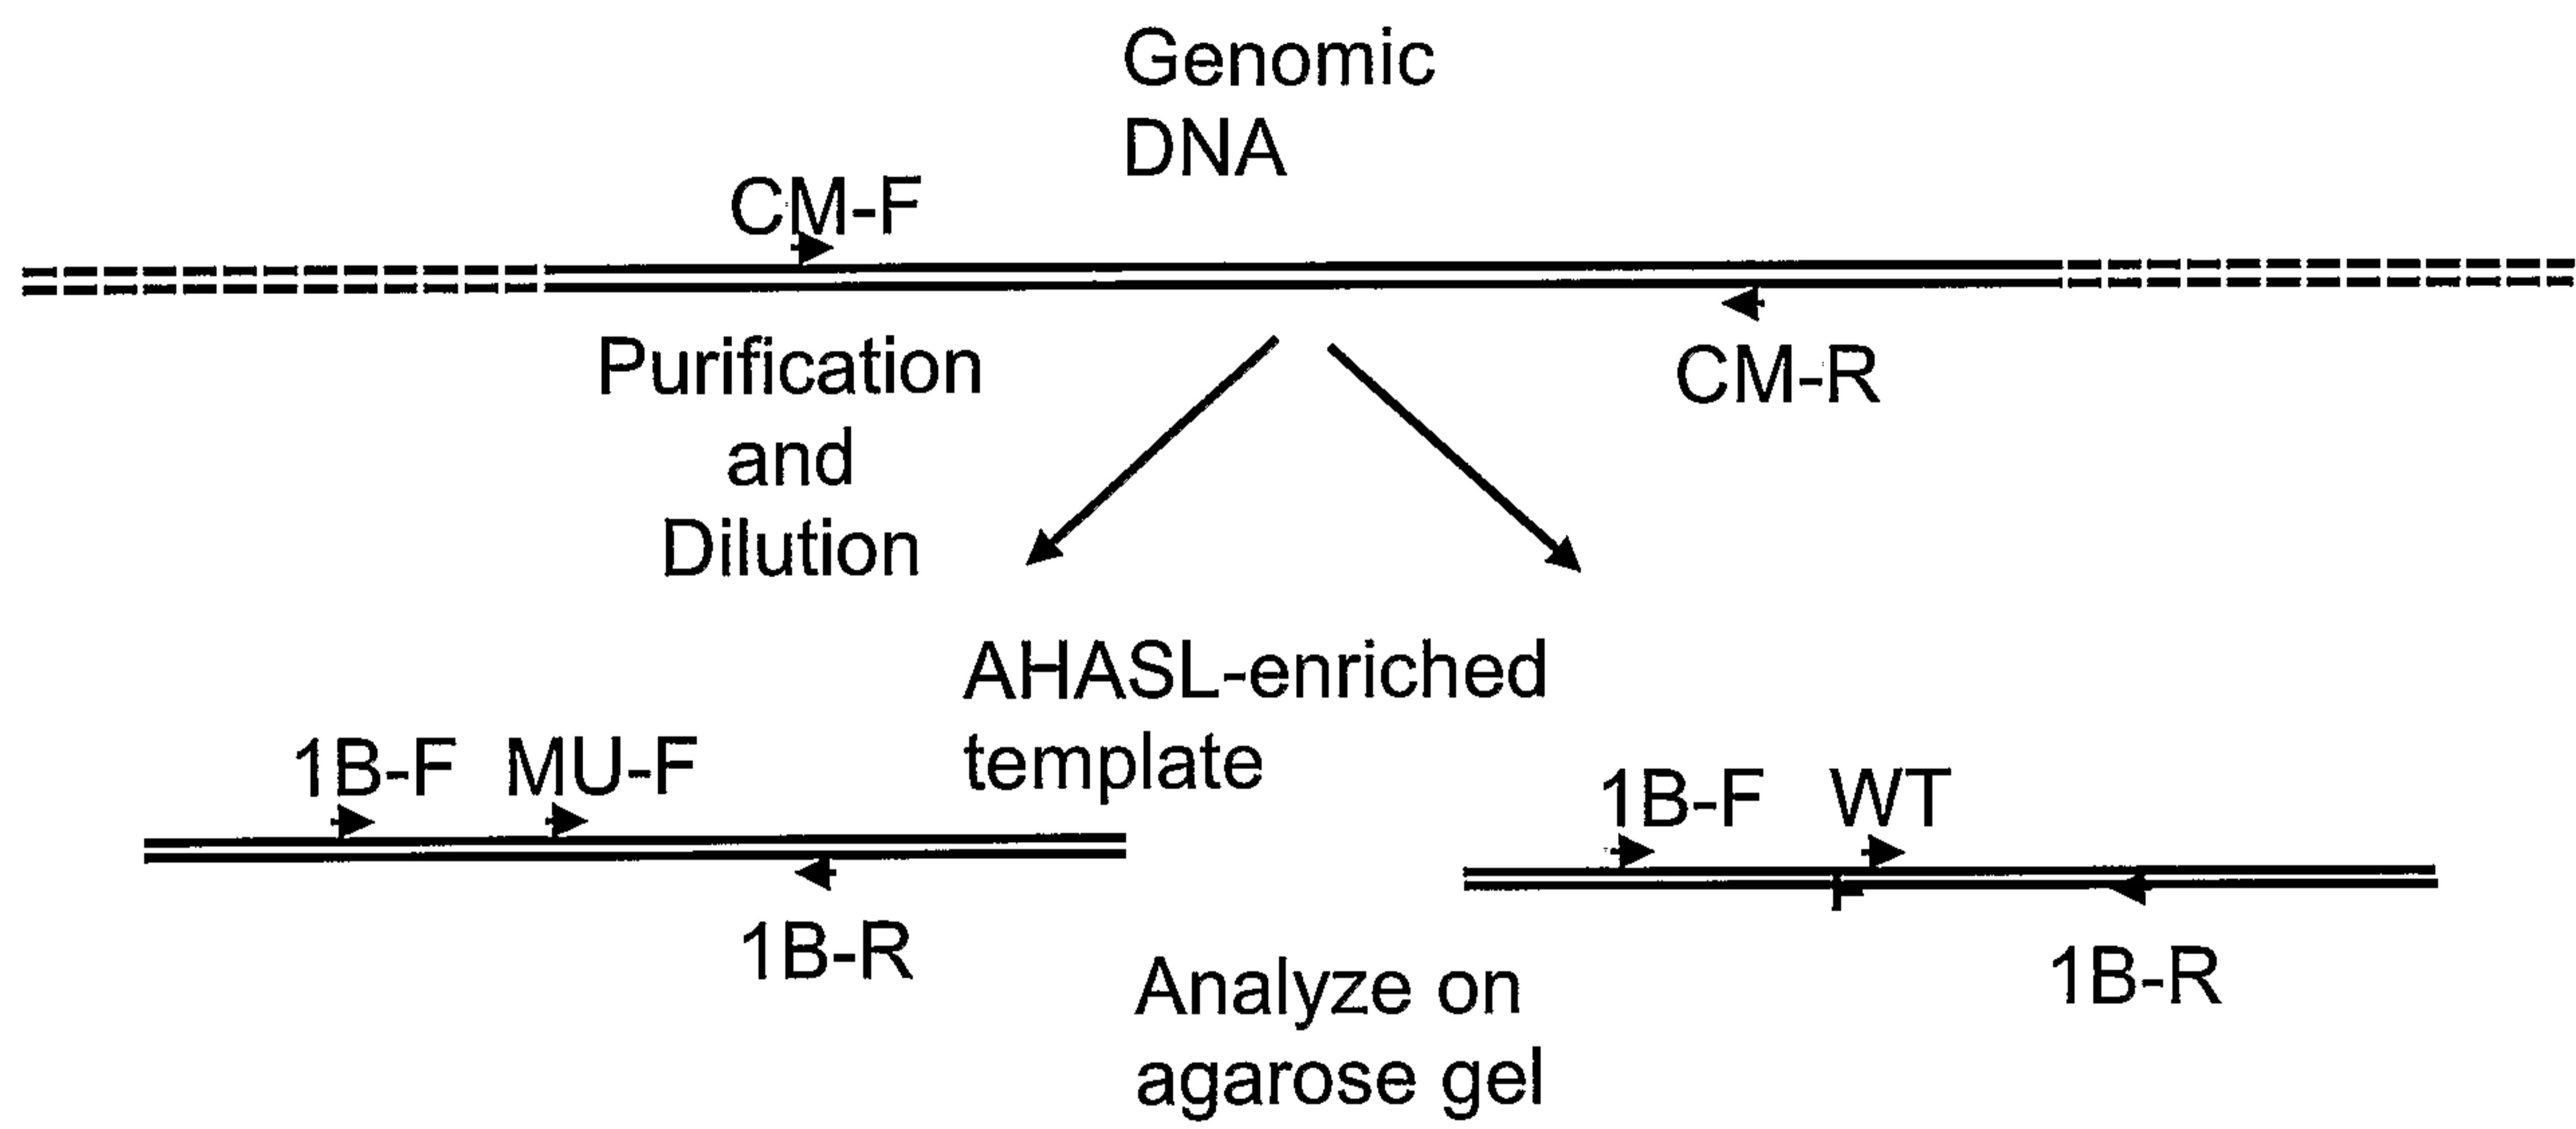 Genomic
DNA
CM-F
CM-R
Purification
and
Dilution
AHASL-enriched
template
1B-F MU-F
1B-R
1B-F WT
1B-R
Analyze on
agarose gel